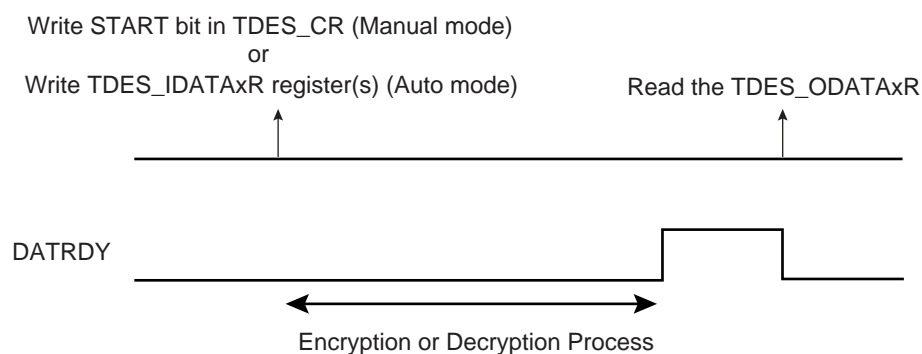 Write START bit in TDES_CR (Manual mode)
or
Write TDES_IDATAxR register(s) (Auto mode)
Read the TDES_ODATAxR
DATRDY
Encryption or Decryption Process